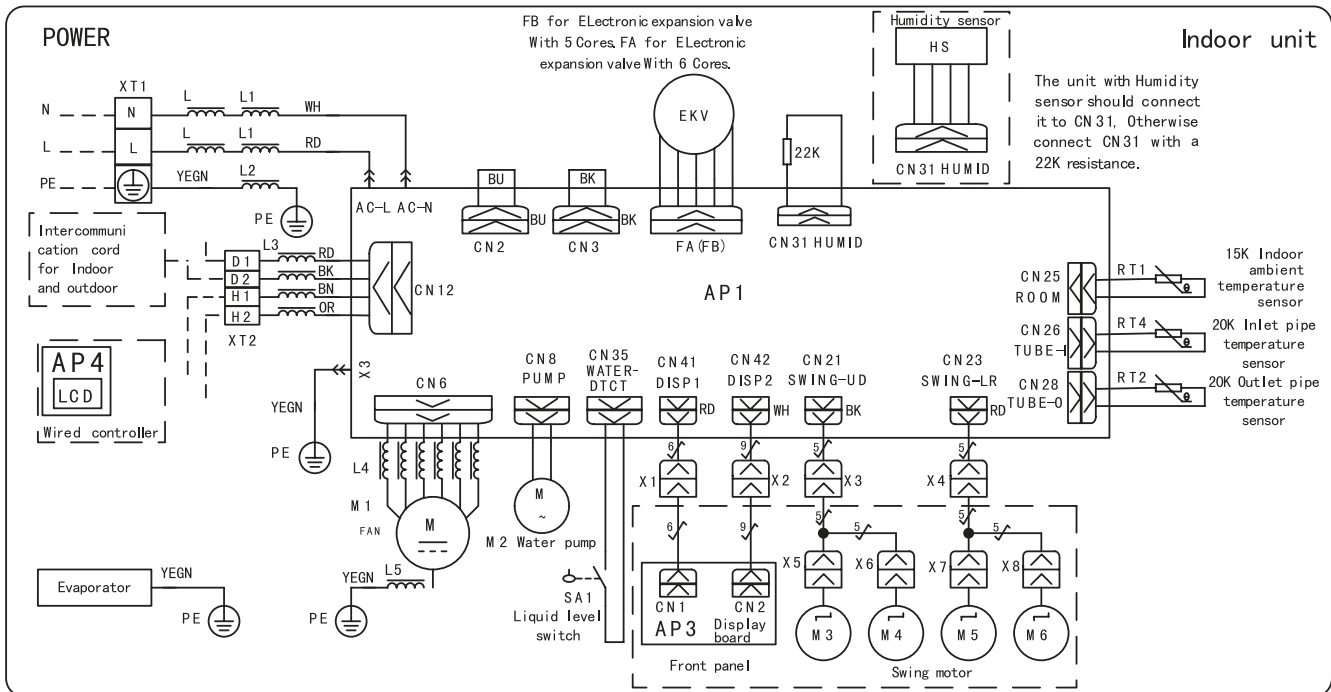 POWER
Indoor unit
FB for ELectronic expansion valve
With 5 Cores. FA for ELectronic
expansion valve With 6 Cores.
Humidity sensor
HS
CN31 HUMID
The unit with Humidity
sensor should connect
it to CN31, Otherwise
connect CN31 with a
22K resistance.
XT1
N
N
L
L1
WH
L
L
L
L1
RD
PE
YEGN
L2
PE
AC-L
AC-N
BU
BU
CN2
BK
BK
CN3
EKV
FA(FB)
22K
CN31 HUMID
Intercommuni
cation cord
for Indoor
and outdoor
L3
D1
RD
D2
BK
H1
BN
H2
OR
XT2
CN12
AP1
CN25
ROOM
RT1
θ
15K Indoor
ambient
temperature
sensor
CN26
TUBE-I
RT4
θ
20K Inlet pipe
temperature
sensor
CN28
TUBE-O
RT2
θ
20K Outlet pipe
temperature
sensor
AP4
LCD
Wired controller
X3
YEGN
PE
CN6
CN8
PUMP
CN35
WATER-
DTCT
CN41
DISP1
RD
CN42
DISP2
WH
CN21
SWING-UD
BK
CN23
SWING-LR
RD
6
9
5
5
X1
X2
X3
X4
L4
M1
FAN
M
M
~
M2 Water pump
6
9
5
5
5
5
X5
X6
X7
X8
YEGN
L5
PE
SA1
Liquid level
switch
CN1
CN2
AP3
Display
board
Front panel
M3
M4
M5
M6
Swing motor
Evaporator
YEGN
PE